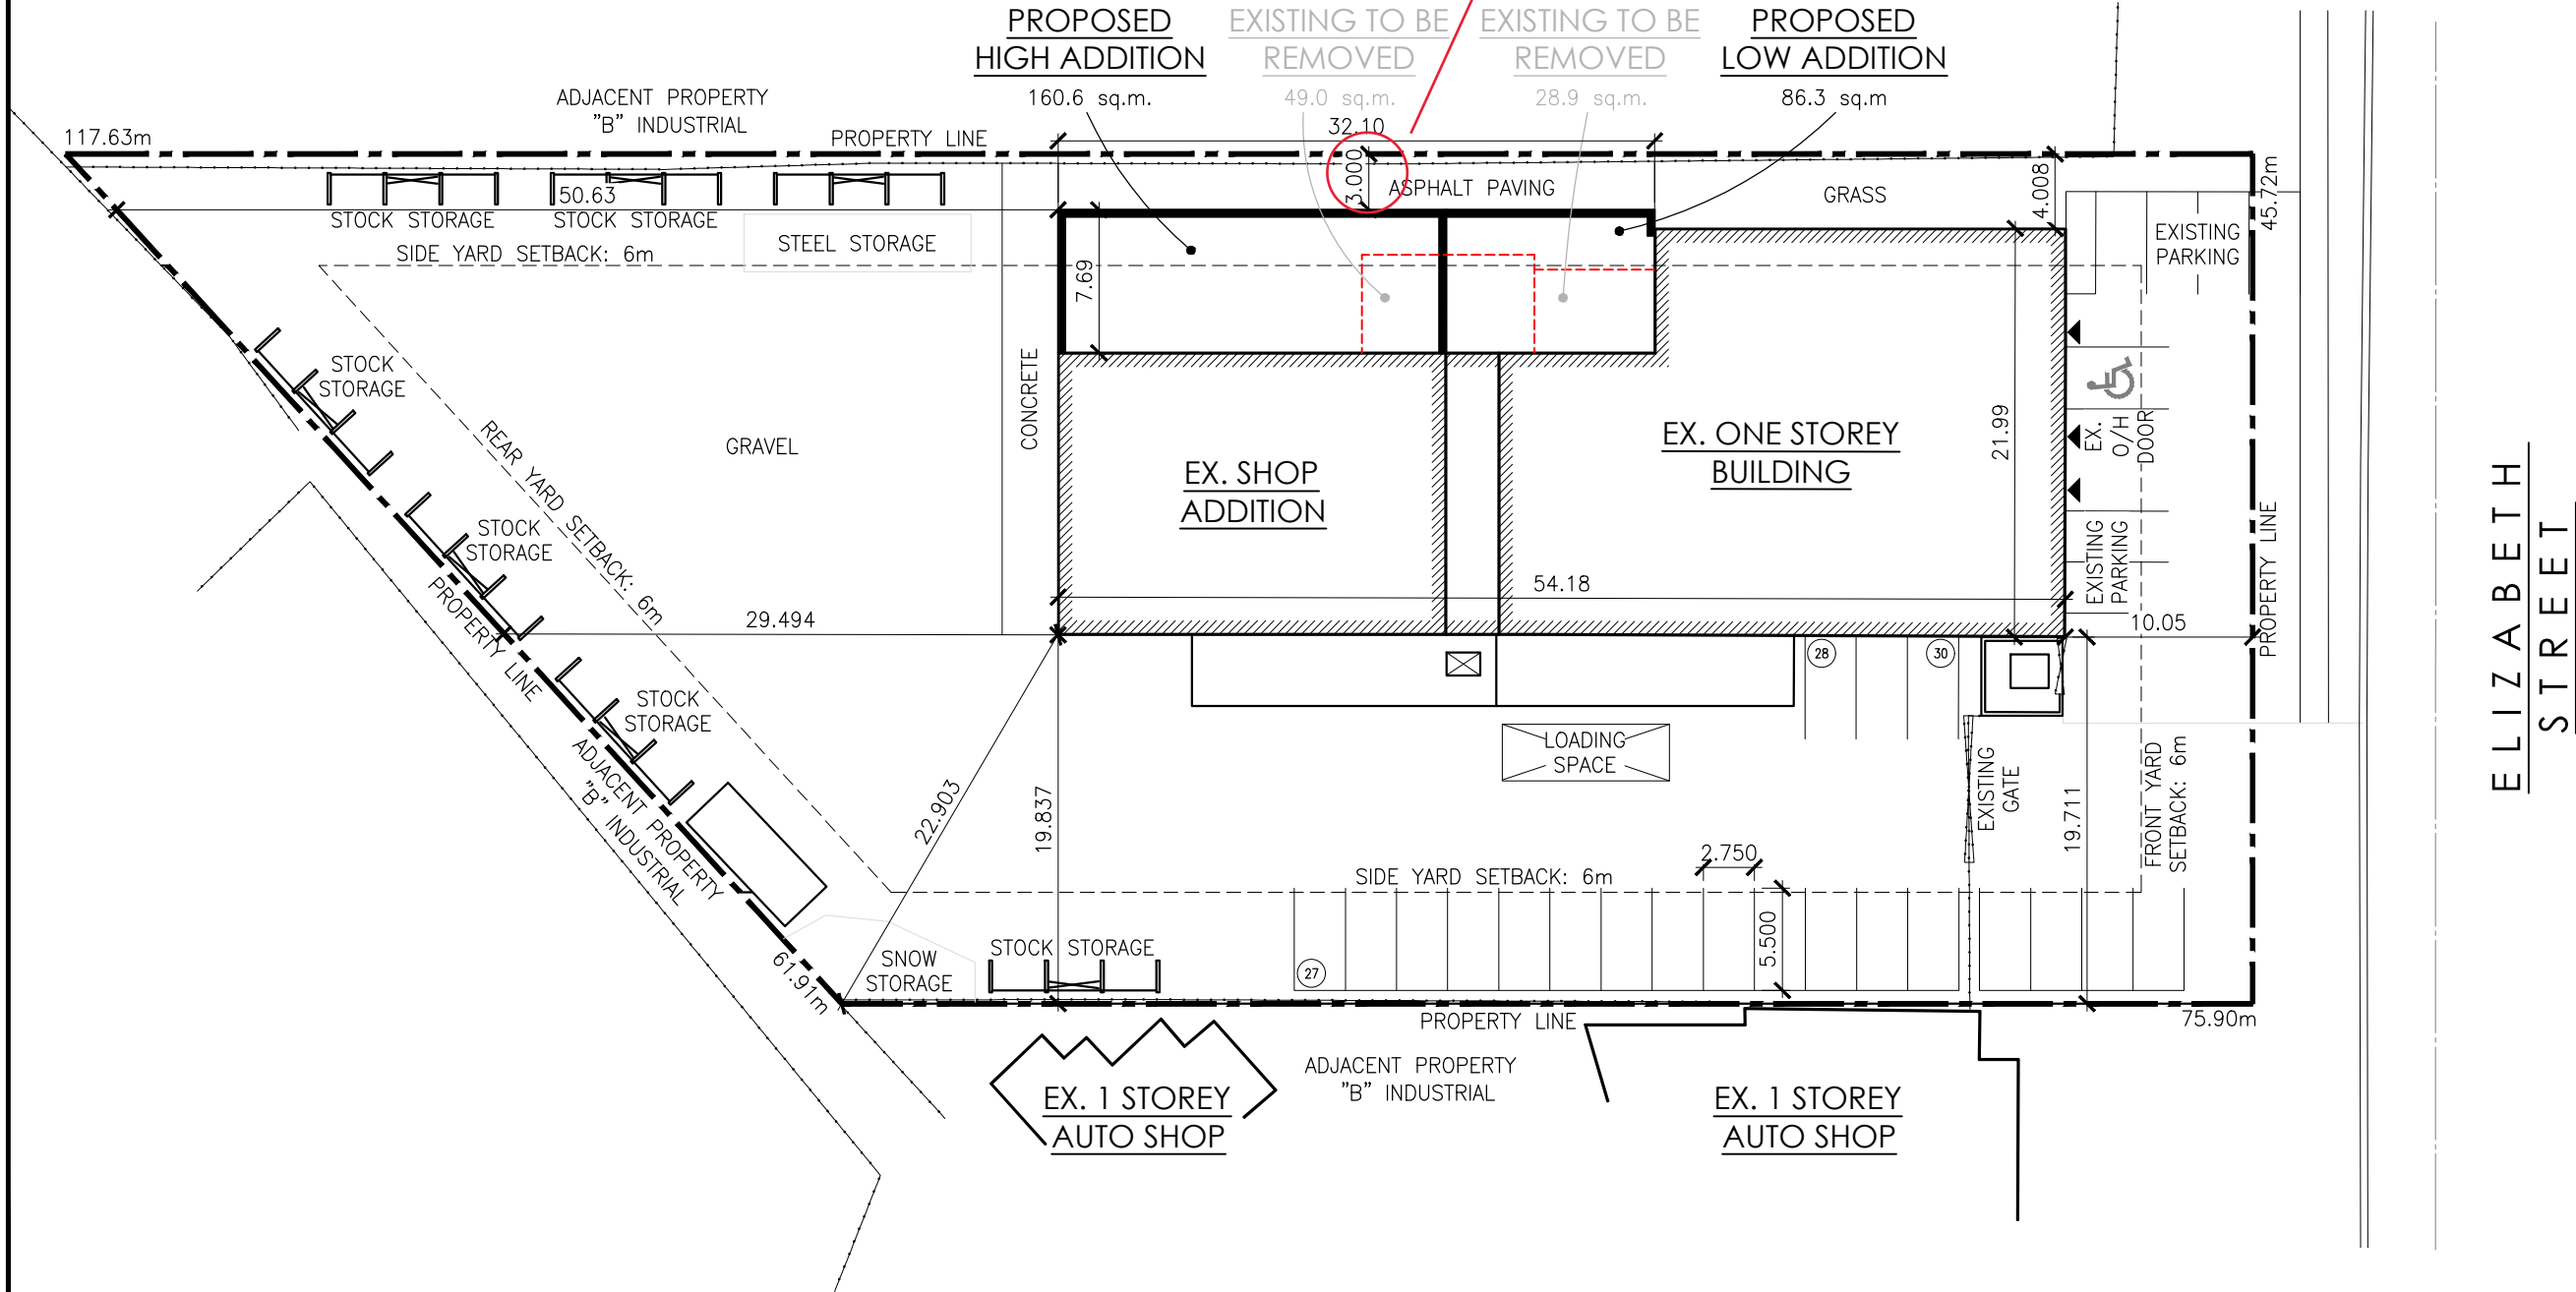 PROPOSED
HIGH ADDITION
160.6 sq.m.
EXISTING TO BE
REMOVED
49.0 sq.m.
EXISTING TO BE
REMOVED
28.9 sq.m.
PROPOSED
LOW ADDITION
86.3 sq.m
ADJACENT PROPERTY
"B" INDUSTRIAL
117.63m
PROPERTY LINE
32.10
3.000
ASPHALT PAVING
GRASS
4.008
45.72m
50.63
STOCK STORAGE
STOCK STORAGE
STEEL STORAGE
SIDE YARD SETBACK: 6m
EXISTING
PARKING
7.69
STOCK
STORAGE
CONCRETE
GRAVEL
REAR YARD SETBACK: 6m
EX. SHOP
ADDITION
EX. ONE STOREY
BUILDING
21.99
EX.
O/H
DOOR
EXISTING
PARKING
PROPERTY LINE
ELIZABETH
STREET
STOCK
STORAGE
54.18
29.494
10.05
PROPERTY LINE
28
30
STOCK
STORAGE
LOADING
SPACE
EXISTING
GATE
19.711
FRONT YARD
SETBACK: 6m
ADJACENT PROPERTY
"B" INDUSTRIAL
22.903
19.837
2.750
SIDE YARD SETBACK: 6m
5.500
SNOW
STORAGE
STOCK STORAGE
27
61.91m
PROPERTY LINE
75.90m
ADJACENT PROPERTY
"B" INDUSTRIAL
EX. 1 STOREY
AUTO SHOP
EX. 1 STOREY
AUTO SHOP